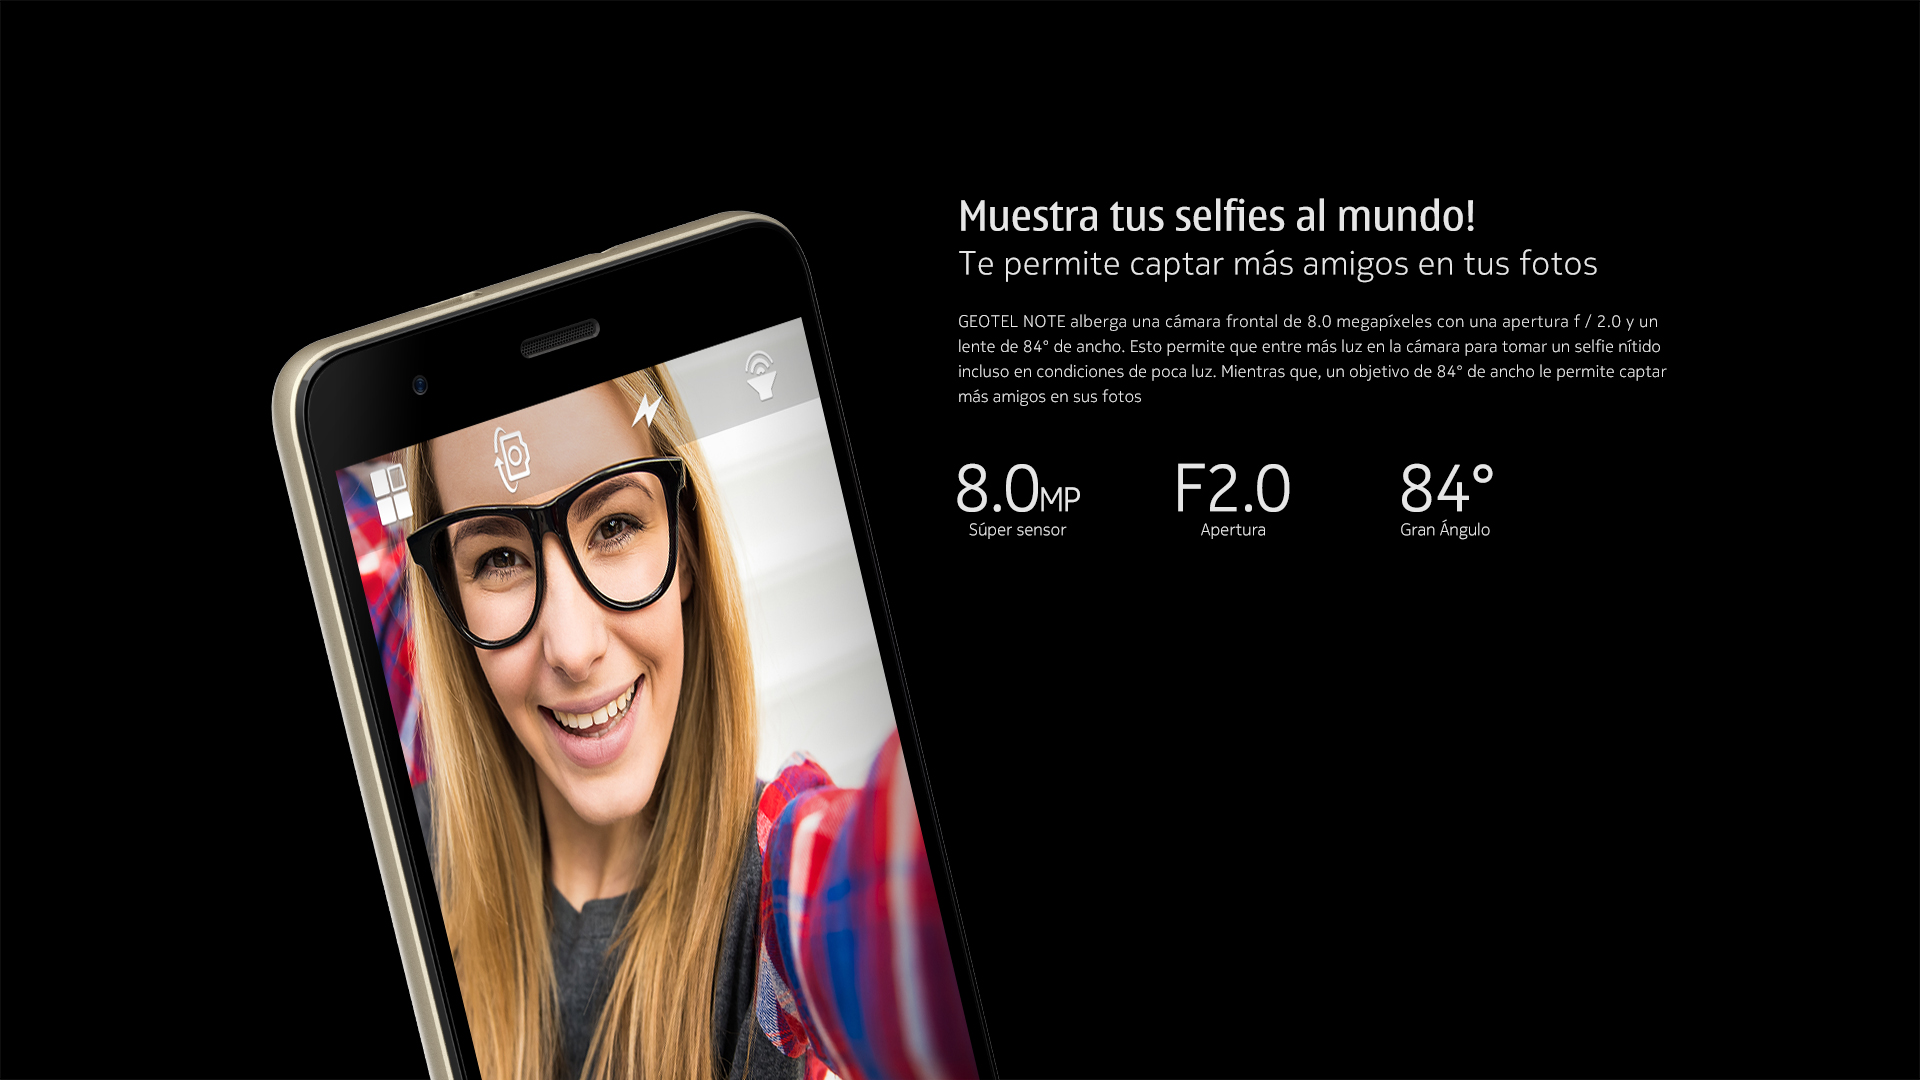 Muestra tus selfies al mundo!
Te permite captar más amigos en tus fotos
GEOTEL NOTE alberga una cámara frontal de 8.0 megapíxeles con una apertura f / 2.0 y un
lente de 84° de ancho. Esto permite que entre más luz en la cámara para tomar un selfie nítido
incluso en condiciones de poca luz. Mientras que, un objetivo de 84° de ancho le permite captar
más amigos en sus fotos
8.0MP F2.0 84°
Súper sensor Apertura Gran Ángulo